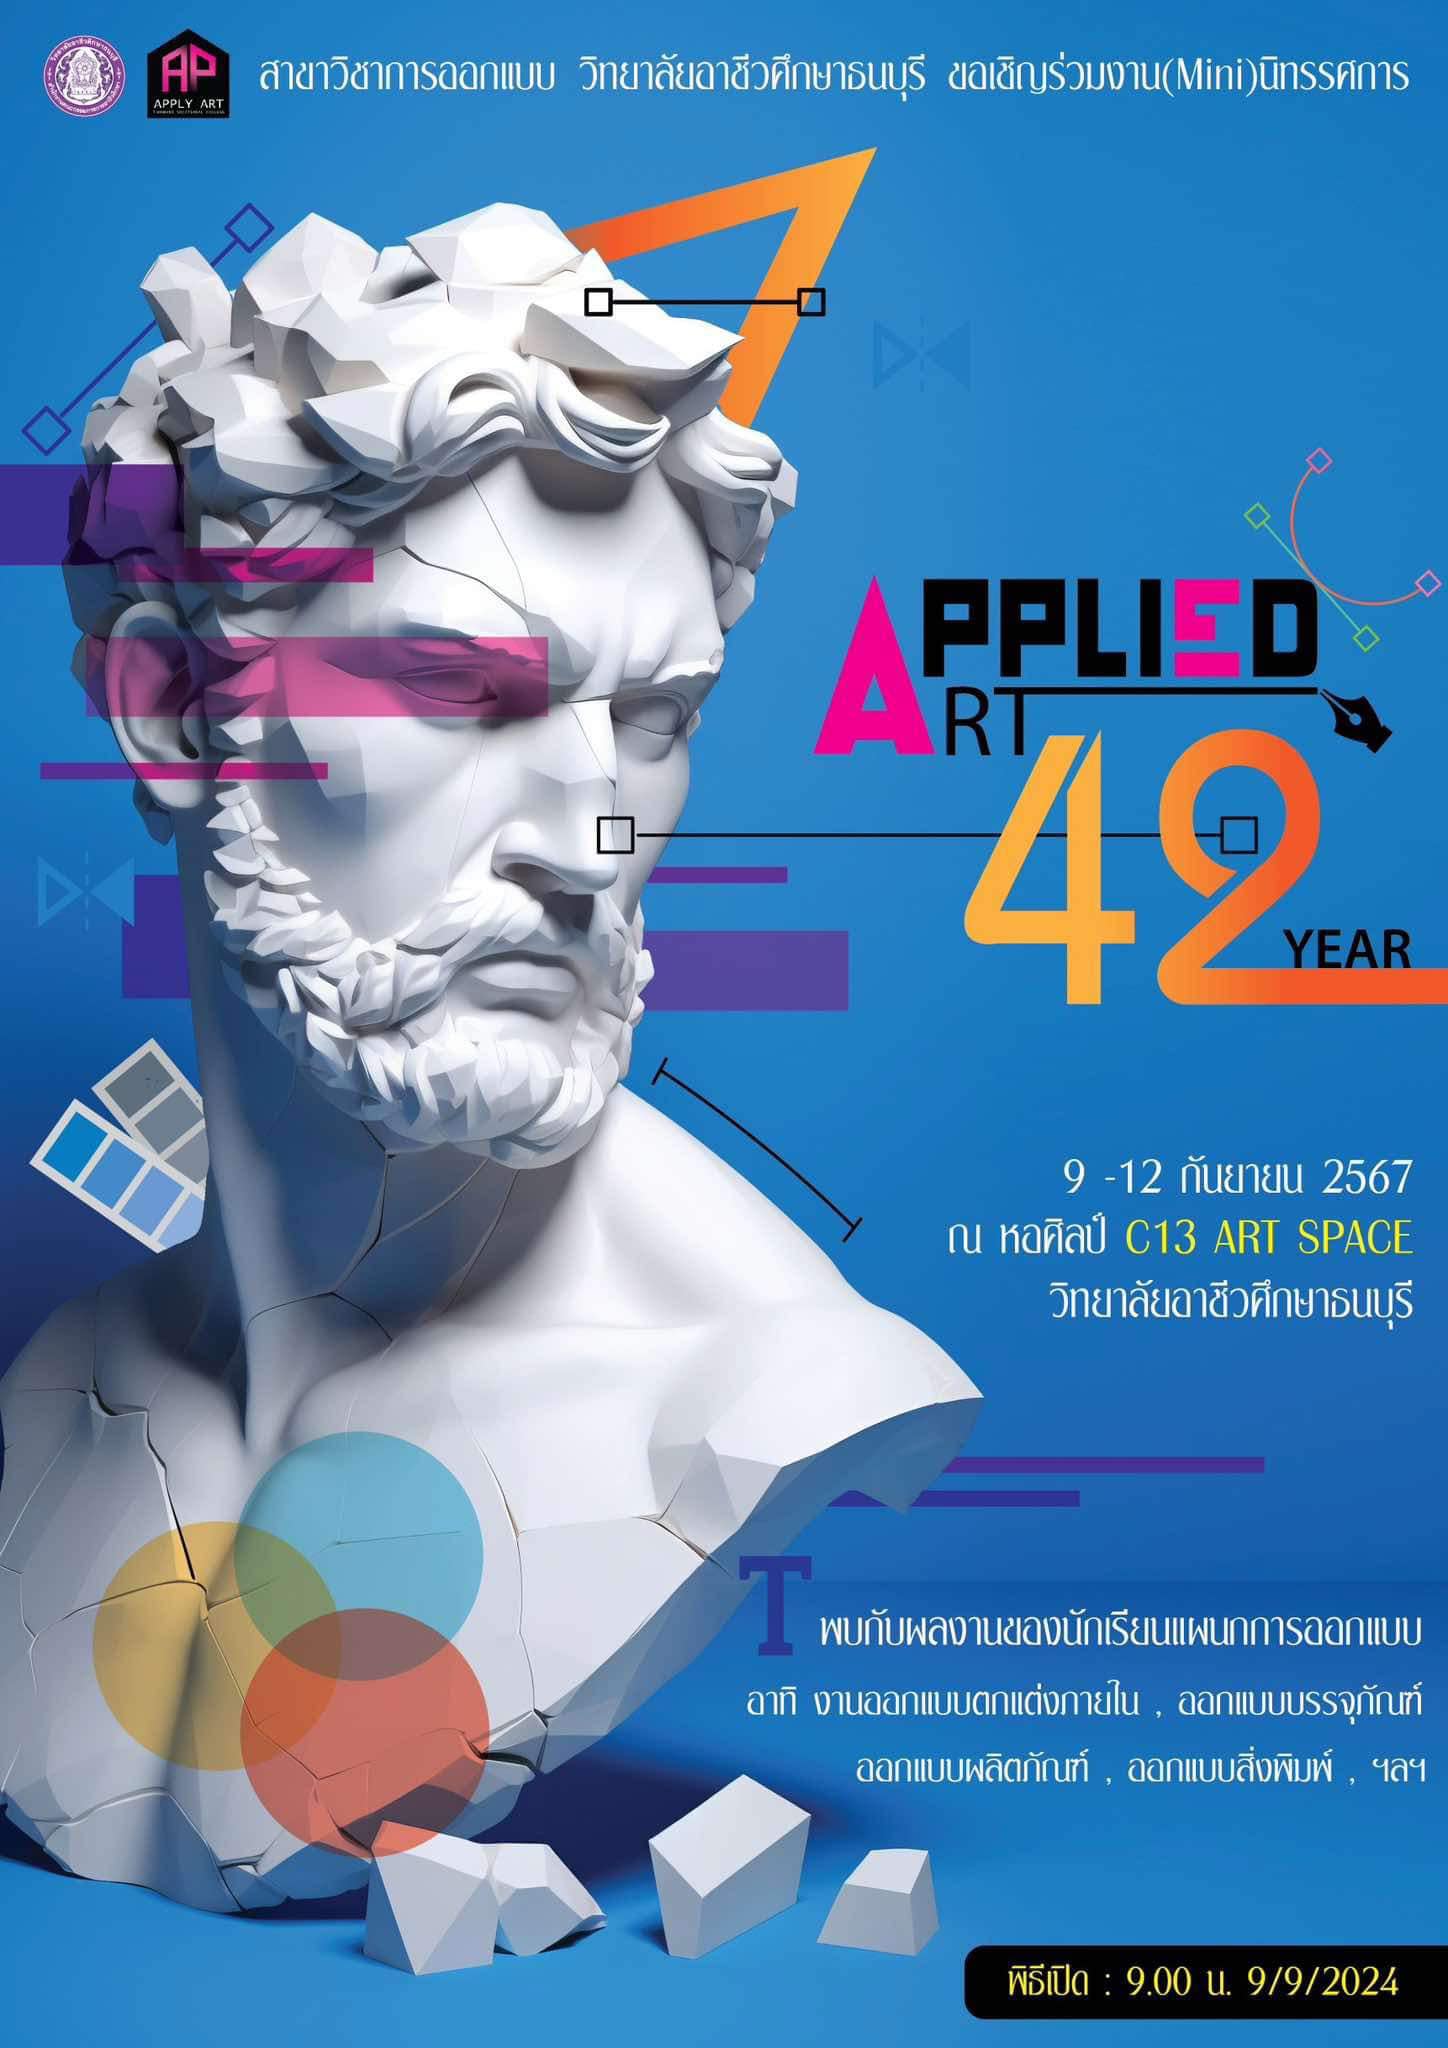 APPLY ART
สาขาวิชาการออกแบบ วิทยาลัยอาชีวศึกษาธนบุรี ขอเชิญร่วมงาน(Mini)นิทรรศการ
APPLIED
ART
42
YEAR
9 -12 กันยายน 2567
ณ หอศิลป์ C13 ART SPACE
วิทยาลัยอาชีวศึกษาธนบุรี
T
พบกับผลงานของนักเรียนแผนกการออกแบบ
อาทิ งานออกแบบตกแต่งภายใน , ออกแบบบรรจุภัณฑ์
ออกแบบผลิตภัณฑ์ , ออกแบบสิ่งพิมพ์ , ฯลฯ
พิธีเปิด : 9.00 น. 9/9/2024